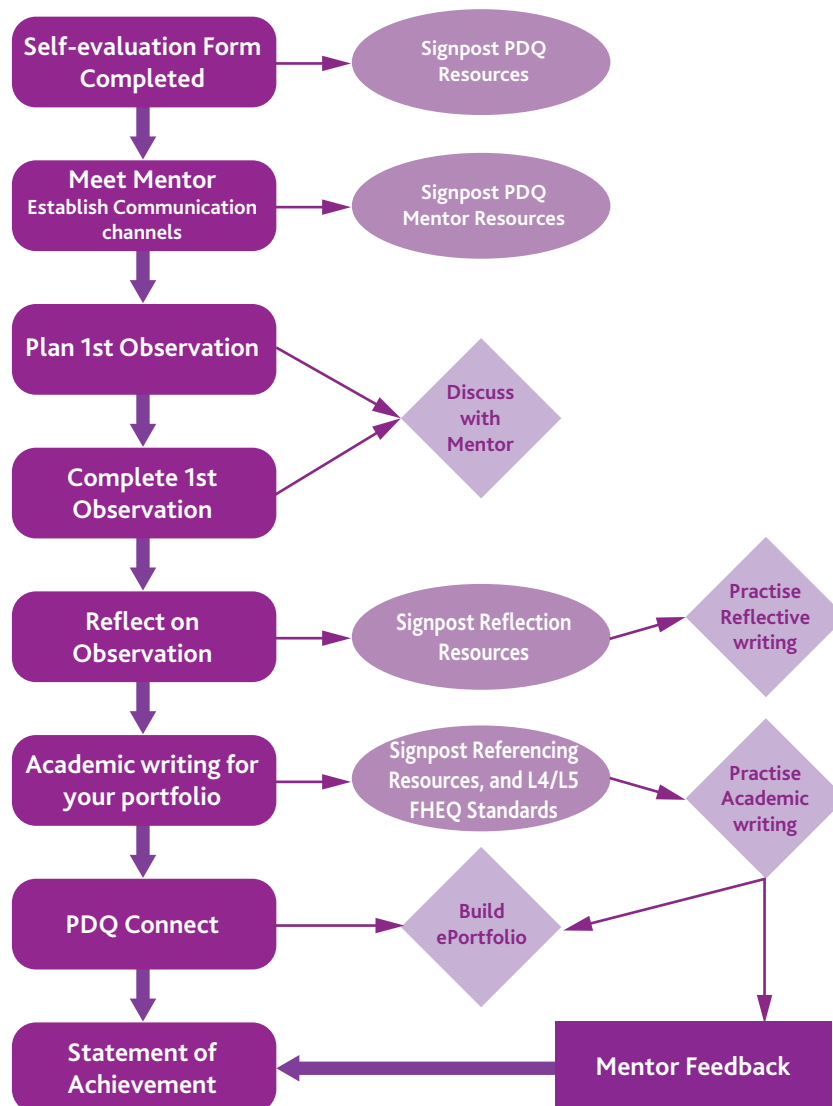 Self-evaluation Form
Completed
Signpost PDQ
Resources
Meet Mentor
Establish Communication
channels
Signpost PDQ
Mentor Resources
Plan 1st Observation
Discuss
with
Mentor
Complete 1st
Observation
Reflect on
Observation
Signpost Reflection
Resources
Practise
Reflective
writing
Academic writing for
your portfolio
Signpost Referencing
Resources, and L4/L5
FHEQ Standards
Practise
Academic
writing
PDQ Connect
Build
ePortfolio
Statement of
Achievement
Mentor Feedback